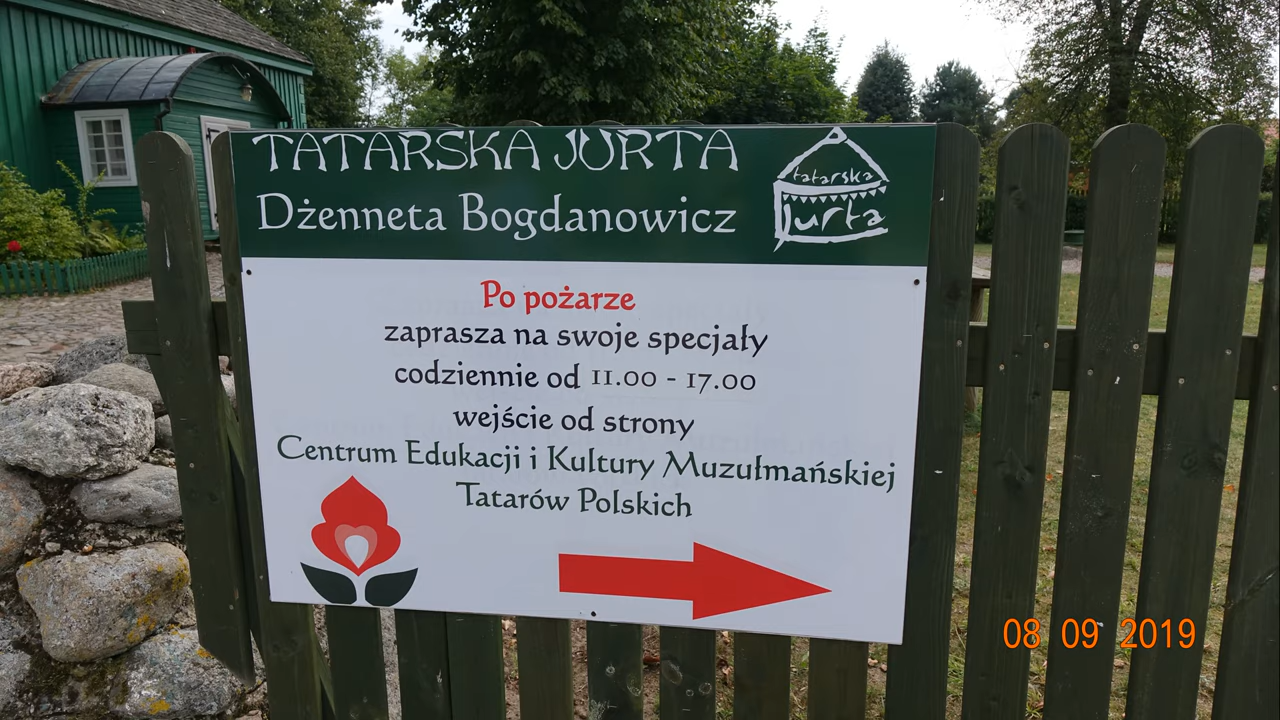 TATARSKA JURTA
Dżenneta Bogdanowicz
tatarska
jurta
Po pożarze
zaprasza na swoje specjały
codziennie od 11.00 - 17.00
wejście od strony
Centrum Edukacji i Kultury Muzułmańskiej
Tatarów Polskich
08 09 2019